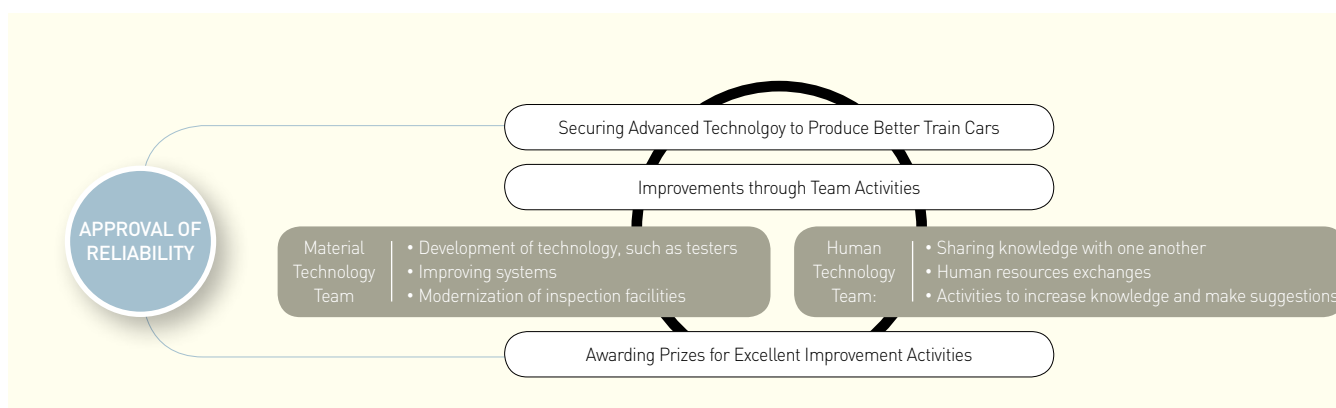 Securing Advanced Technolgoy to Produce Better Train Cars
Improvements through Team Activities
APPROVAL OF
RELIABILITY
Material
Technology
Team
• Development of technology, such as testers
• Improving systems
• Modernization of inspection facilities
Human
Technology
Team:
• Sharing knowledge with one another
• Human resources exchanges
• Activities to increase knowledge and make suggestions
Awarding Prizes for Excellent Improvement Activities